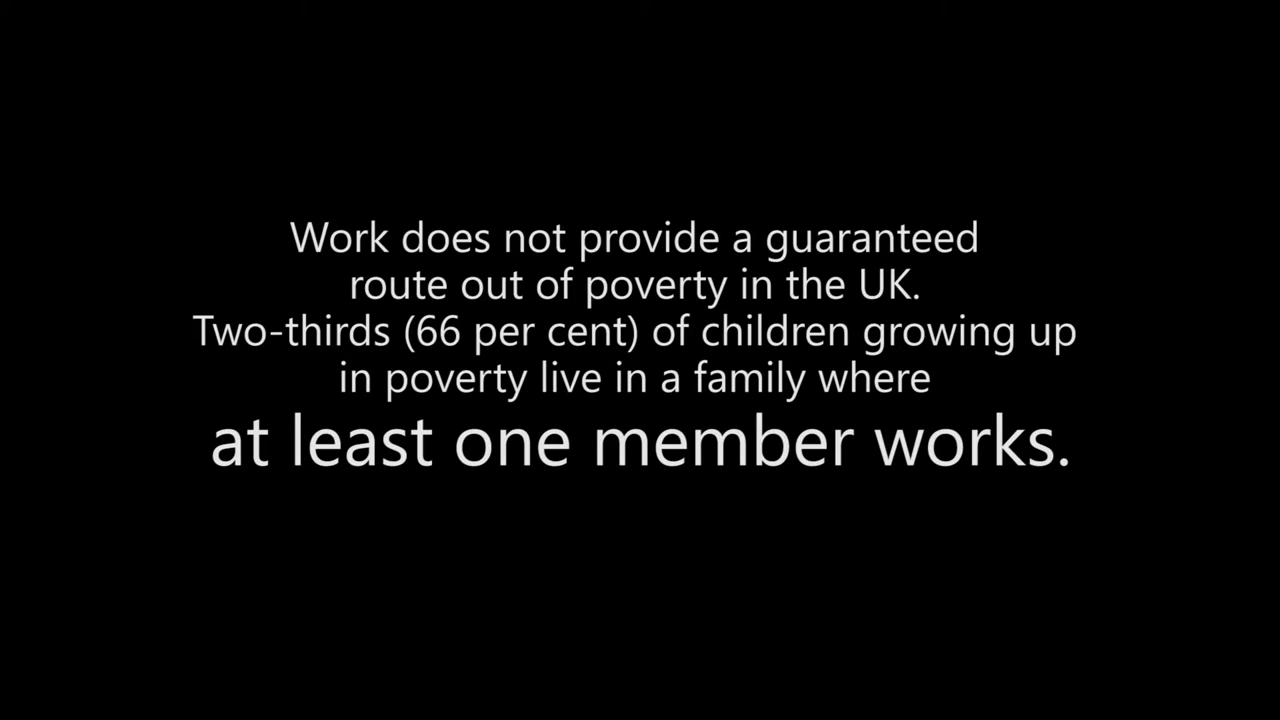 Work does not provide a guaranteed
route out of poverty in the UK.
Two-thirds (66 per cent) of children growing up
in poverty live in a family where
at least one member works.